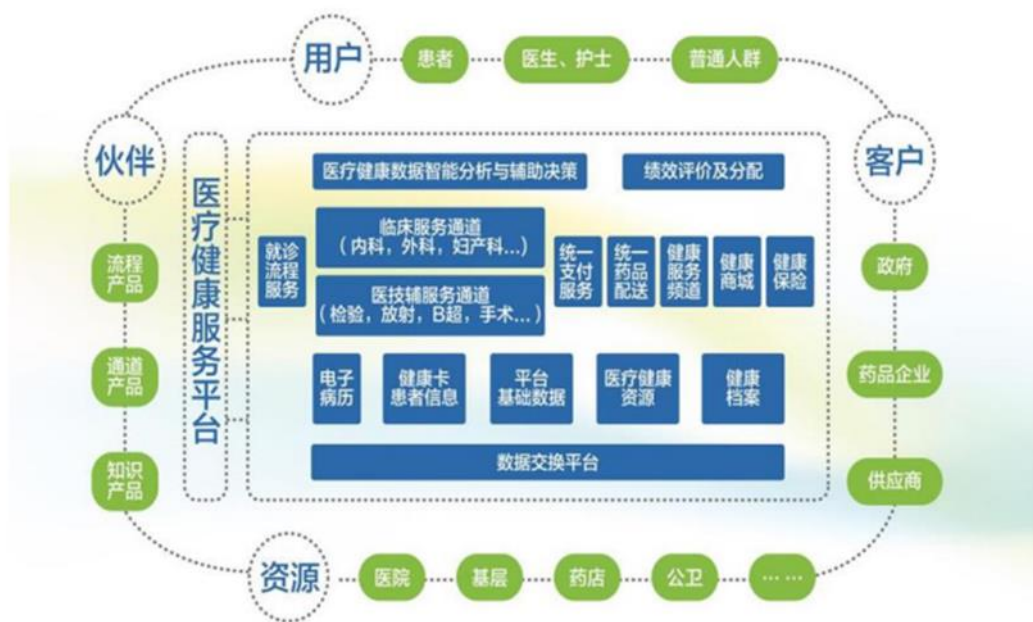 用户
患者
医生、护士
普通人群
伙伴
客户
医疗健康服务平台
医疗健康数据智能分析与辅助决策
绩效评价及分配
就诊
流程
服务
临床服务通道
（内科，外科，妇产科...）
医技辅服务通道
（检验，放射，B超，手术...）
统一
支付
服务
统一
药品
配送
健康
服务
频道
健康
商城
健康
保险
流程
产品
政府
通道
产品
药品企业
电子
病历
健康卡
患者信息
平台
基础数据
医疗健康
资源
健康
档案
数据交换平台
知识
产品
供应商
资源
医院
基层
药店
公卫
... ...